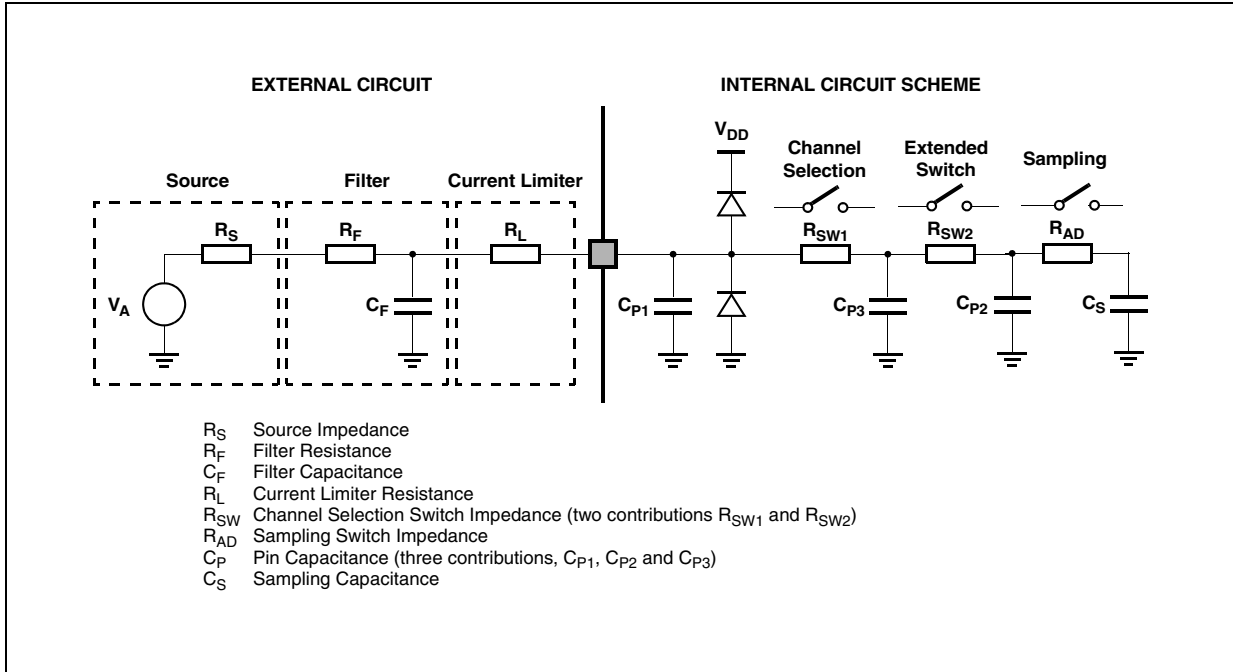 EXTERNAL CIRCUIT
INTERNAL CIRCUIT SCHEME
Source
Filter
Current Limiter
VDD
Channel
Selection
Extended
Switch
Sampling
RS
RF
RL
RSW1
RSW2
RAD
VA
CF
CP1
CP3
CP2
CS
RS Source Impedance
RF Filter Resistance
CF Filter Capacitance
RL Current Limiter Resistance
RSW Channel Selection Switch Impedance (two contributions RSW1 and RSW2)
RAD Sampling Switch Impedance
CP Pin Capacitance (three contributions, CP1, CP2 and CP3)
CS Sampling Capacitance